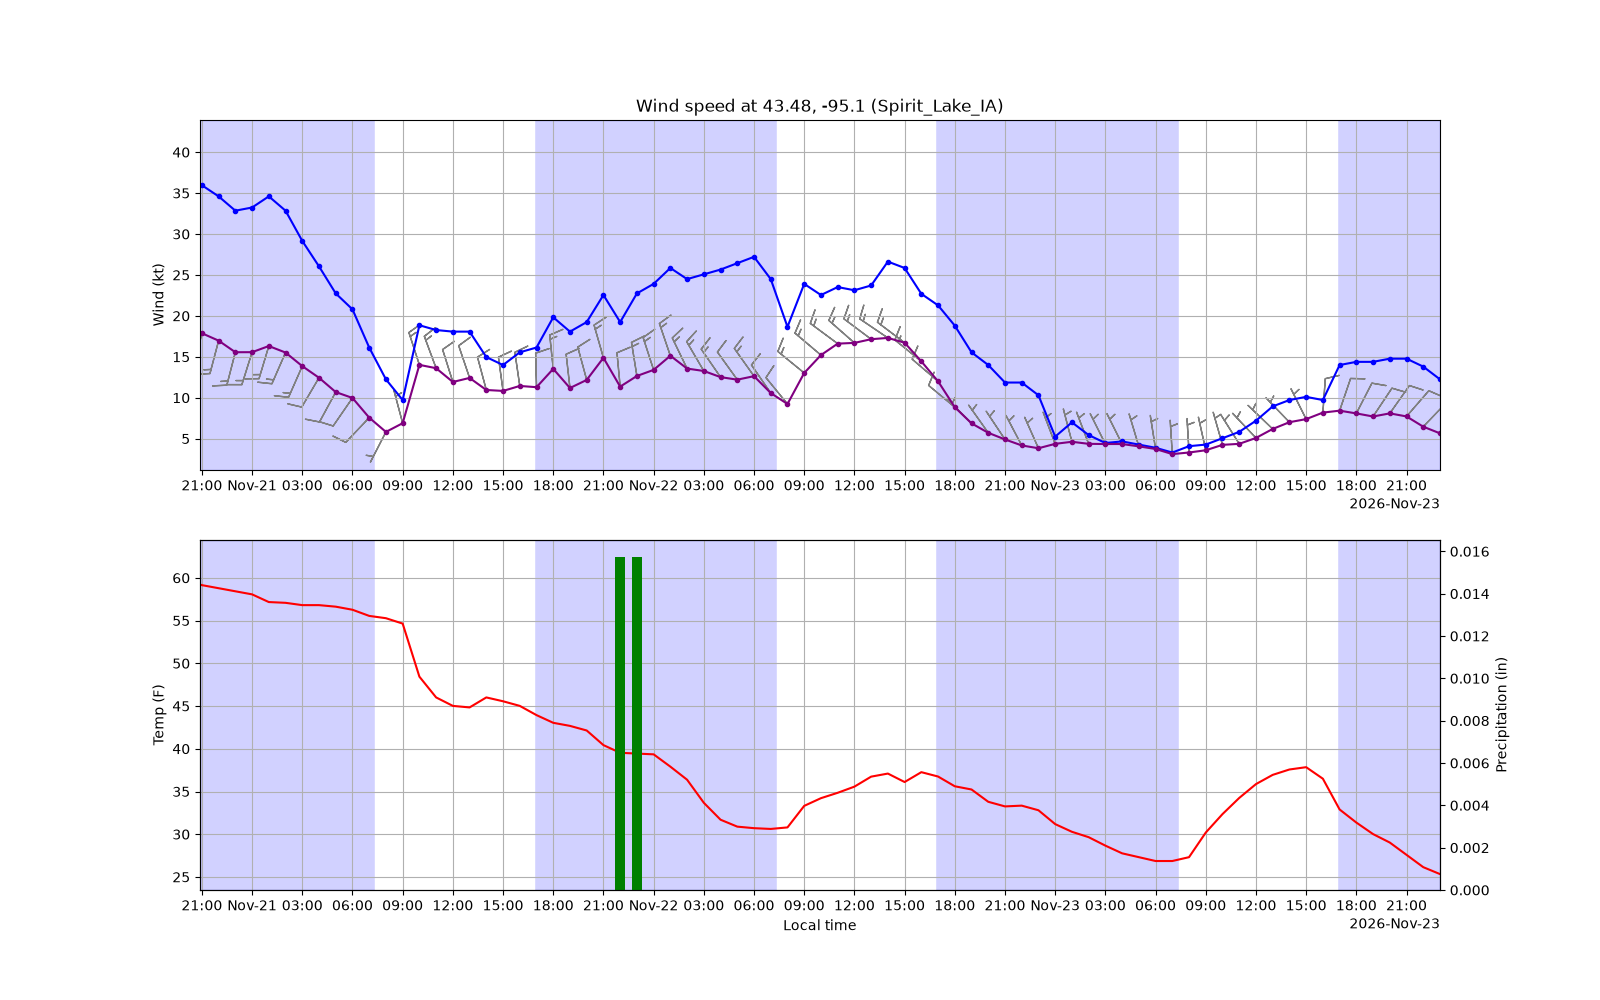 Wind speed at 43.48, -95.1 (Spirit_Lake_IA)
40
35
30
25
20
15
10
5
Wind (kt)
21:00 Nov-21 03:00 06:00 09:00 12:00 15:00 18:00 21:00 Nov-22 03:00 06:00 09:00 12:00 15:00 18:00 21:00 Nov-23 03:00 06:00 09:00 12:00 15:00 18:00 21:00
2026-Nov-23
60
55
50
45
40
35
30
25
Temp (F)
0.016
0.014
0.012
0.010
0.008
0.006
0.004
0.002
0.000
Precipitation (in)
21:00 Nov-21 03:00 06:00 09:00 12:00 15:00 18:00 21:00 Nov-22 03:00 06:00 09:00 12:00 15:00 18:00 21:00 Nov-23 03:00 06:00 09:00 12:00 15:00 18:00 21:00
Local time
2026-Nov-23